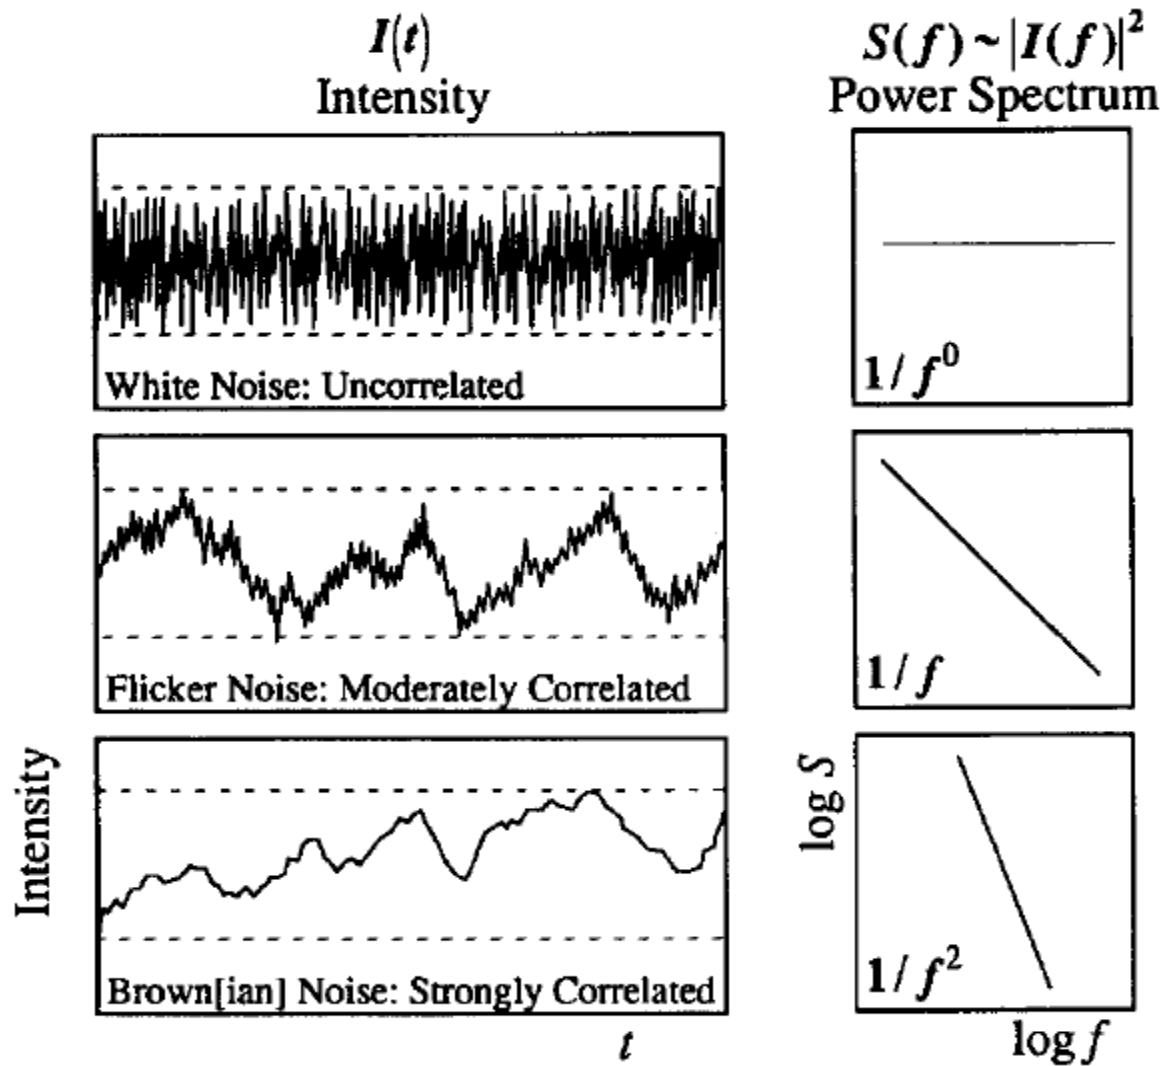 I(t)
Intensity
S(f) ~ |I(f)|²
Power Spectrum
White Noise: Uncorrelated
1/f⁰
Flicker Noise: Moderately Correlated
1/f
Intensity
Brown[ian] Noise: Strongly Correlated
t
log S
1/f²
log f